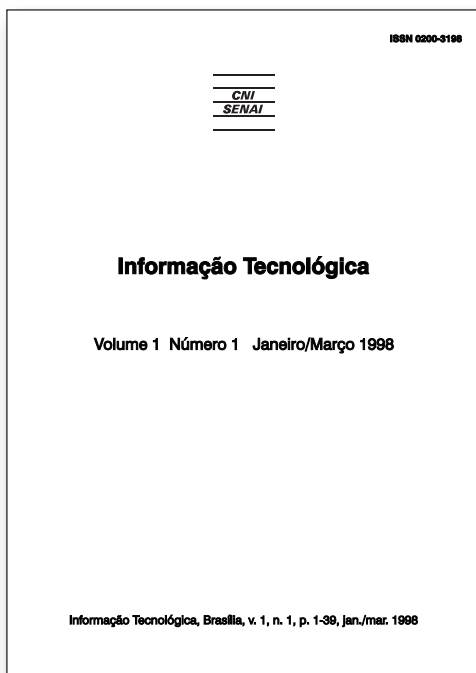 ISSN 0200-3198
CNI
SENAI
Informação Tecnológica
Volume 1 Número 1 Janeiro/Março 1998
Informação Tecnológica, Brasília, v. 1, n. 1, p. 1-39, jan./mar. 1998